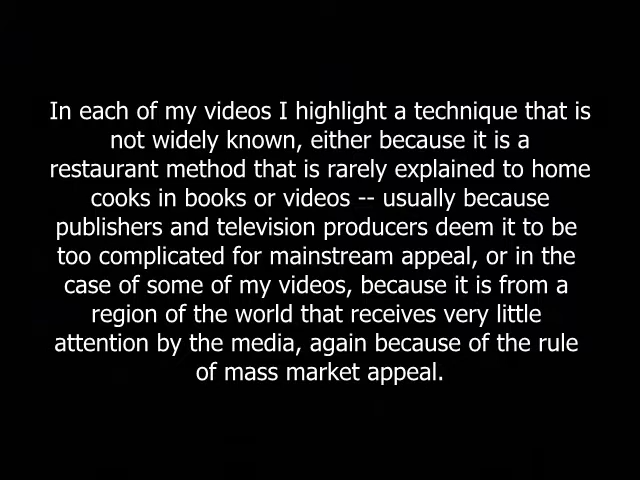 In each of my videos I highlight a technique that is
not widely known, either because it is a
restaurant method that is rarely explained to home
cooks in books or videos -- usually because
publishers and television producers deem it to be
too complicated for mainstream appeal, or in the
case of some of my videos, because it is from a
region of the world that receives very little
attention by the media, again because of the rule
of mass market appeal.